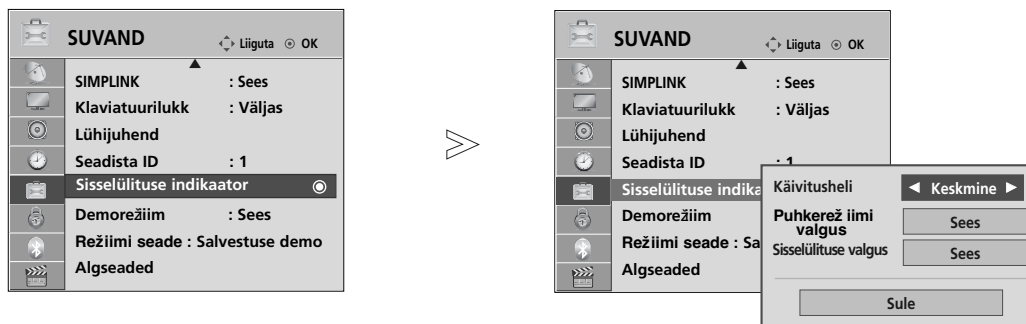 SUVAND Liiguta OK
SIMPLINK : Sees
Klaviatuurilukk : Väljas
Lühijuhend
Seadista ID : 1
Sisselülituse indikaator
Demorežiim : Sees
Režiimi seade : Salvestuse demo
Algseaded
SUVAND Liiguta OK
SIMPLINK : Sees
Klaviatuurilukk : Väljas
Lühijuhend
Seadista ID : 1
Sisselülituse indika
Demorežiim
Režiimi seade : Sa
Algseaded
Käivitusheli ◄ Keskmine ►
Puhkerež iimi
valgus Sees
Sisselülituse valgus Sees
Sule